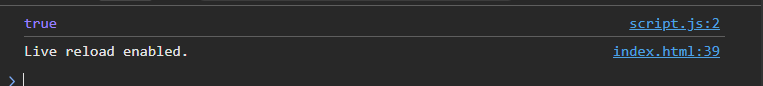 true script.js:2
Live reload enabled. index.html:39
>